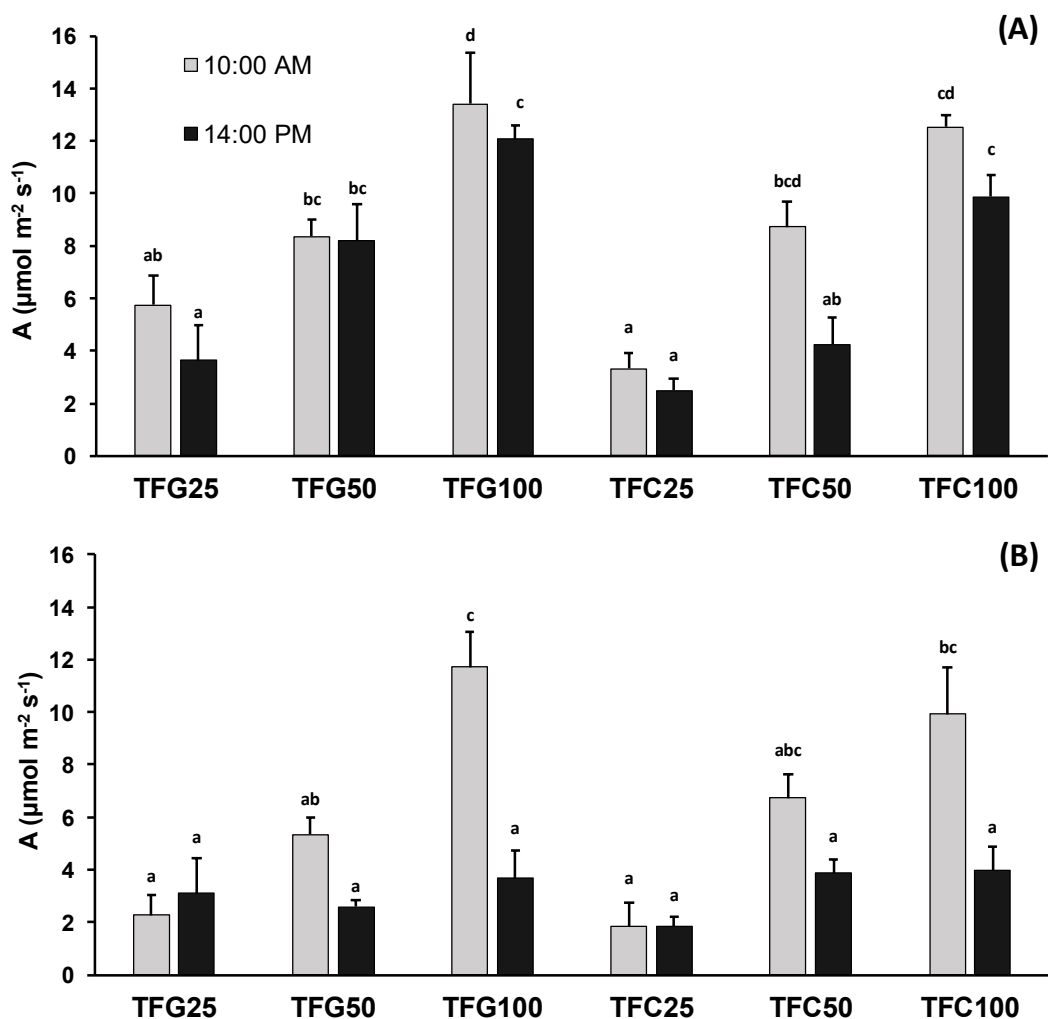 (A)
16
14
12
10
8
6
4
2
0
A (µmol m⁻² s⁻¹)
10:00 AM
14:00 PM
ab
a
bc
bc
d
c
a
a
bcd
ab
cd
c
TFG25 TFG50 TFG100 TFC25 TFC50 TFC100
(B)
16
14
12
10
8
6
4
2
0
A (µmol m⁻² s⁻¹)
a
a
ab
a
c
a
a
a
abc
a
bc
a
TFG25 TFG50 TFG100 TFC25 TFC50 TFC100